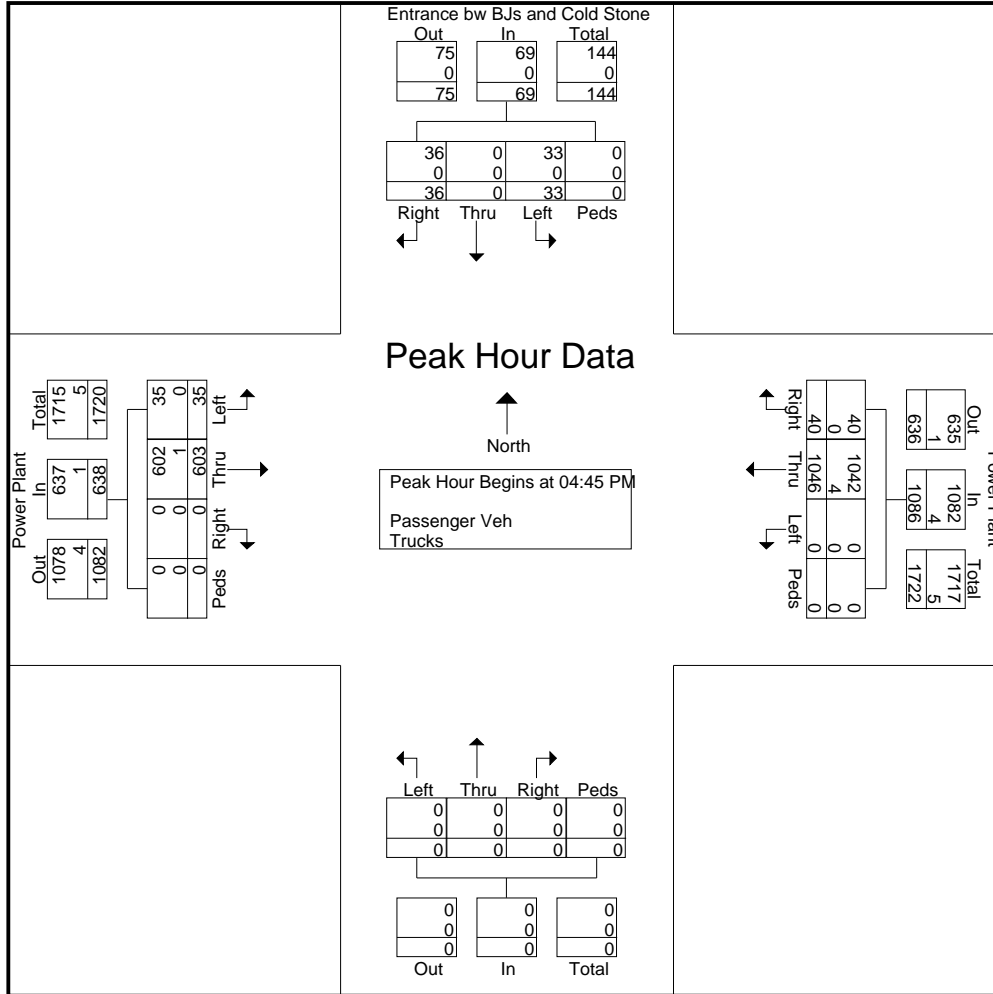 Entrance bw BJs and Cold Stone
Out In Total
75 69 144
0 0 0
75 69 144
36 0 33 0
0 0 0 0
36 0 33 0
Right Thru Left Peds
Peak Hour Data
North
Peak Hour Begins at 04:45 PM
Passenger Veh
Trucks
Power Plant
Total In Out
1715 637 1078
5 1 4
1720 638 1082
35 602 0 0
0 1 0 0
35 603 0 0
Left Thru Right Peds
Out In Total
635 1082 1717
1 4 5
636 1086 1722
40 1042 0 0
0 4 0 0
40 1046 0 0
Right Thru Left Peds
Left Thru Right Peds
0 0 0 0
0 0 0 0
0 0 0 0
0 0 0
0 0 0
0 0 0
Out In Total